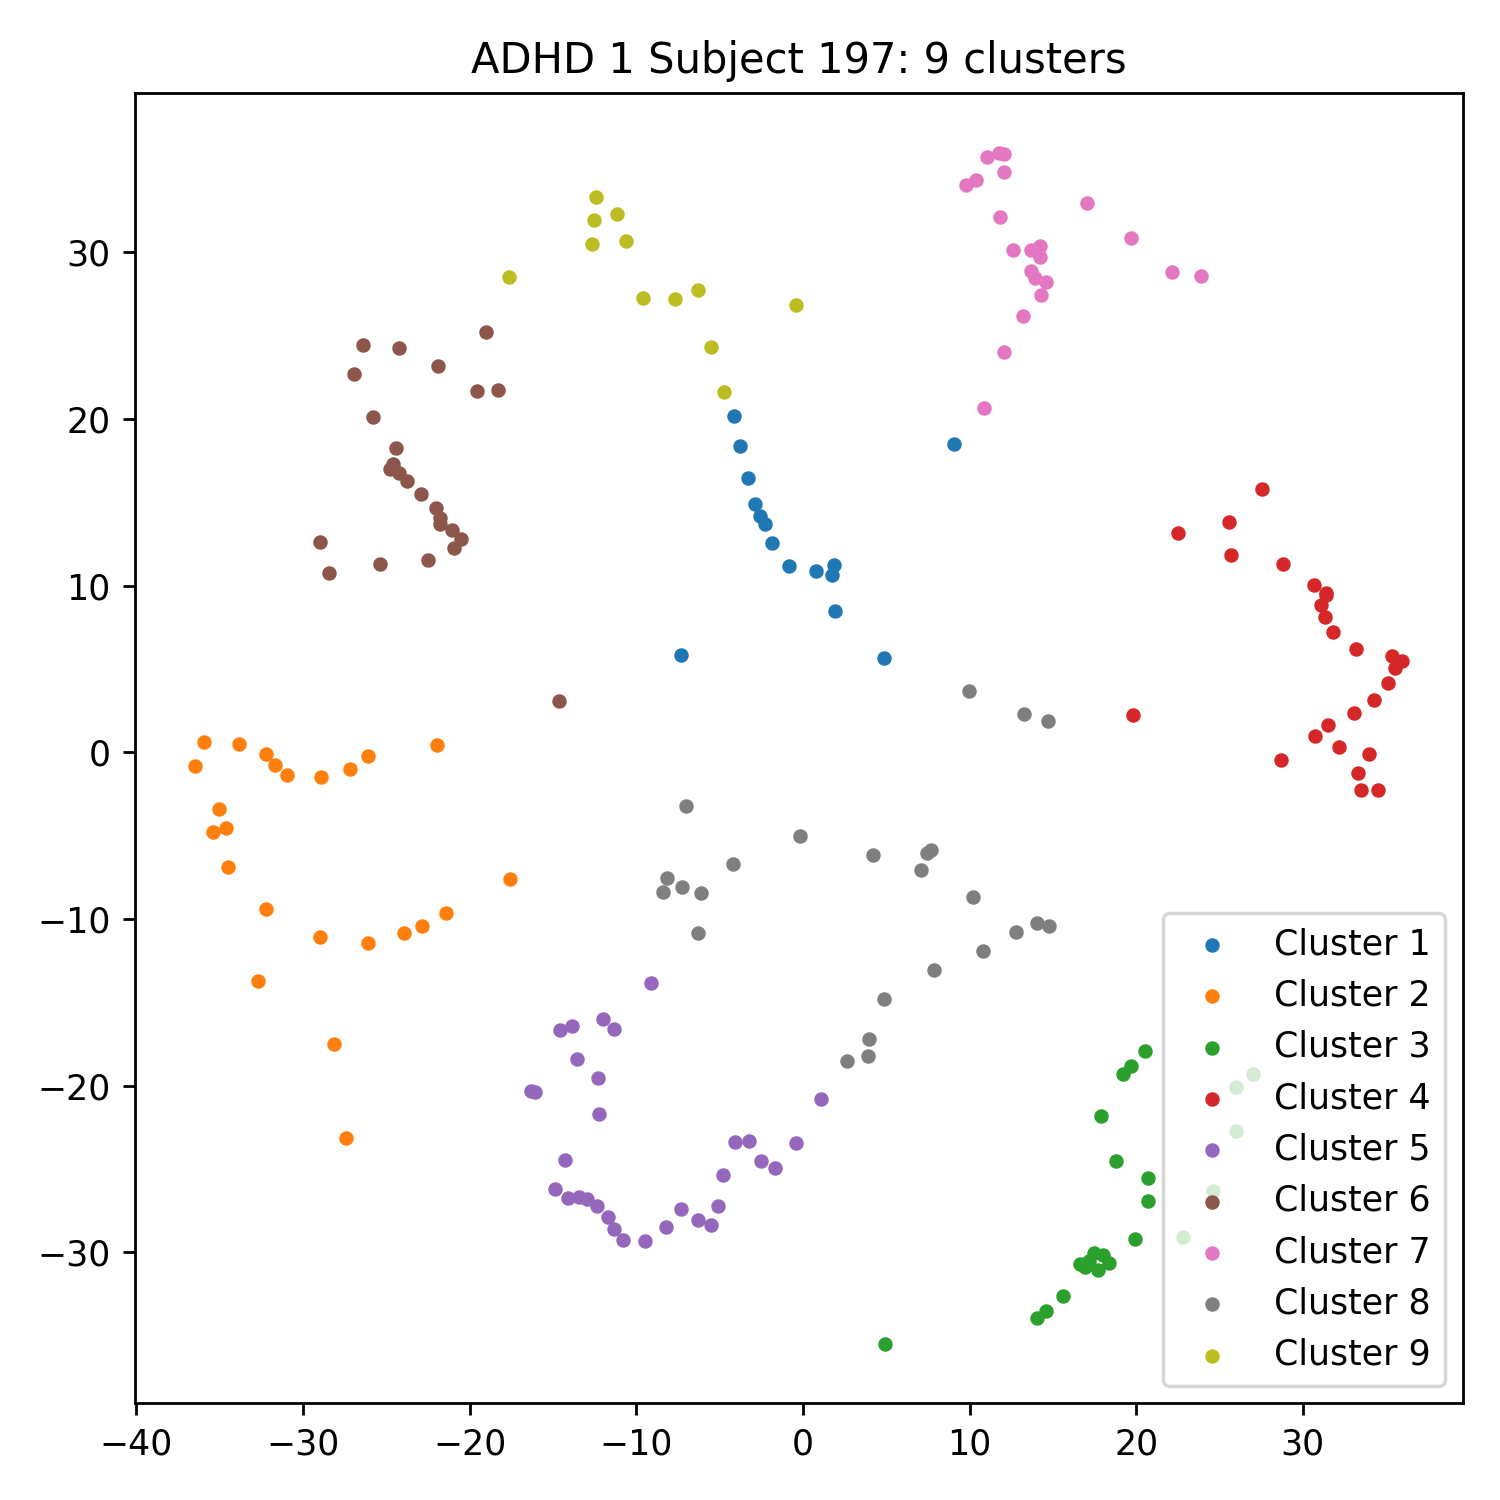 ADHD 1 Subject 197: 9 clusters
30
20
10
0
−10
−20
−30
−40 −30 −20 −10 0 10 20 30
Cluster 1
Cluster 2
Cluster 3
Cluster 4
Cluster 5
Cluster 6
Cluster 7
Cluster 8
Cluster 9